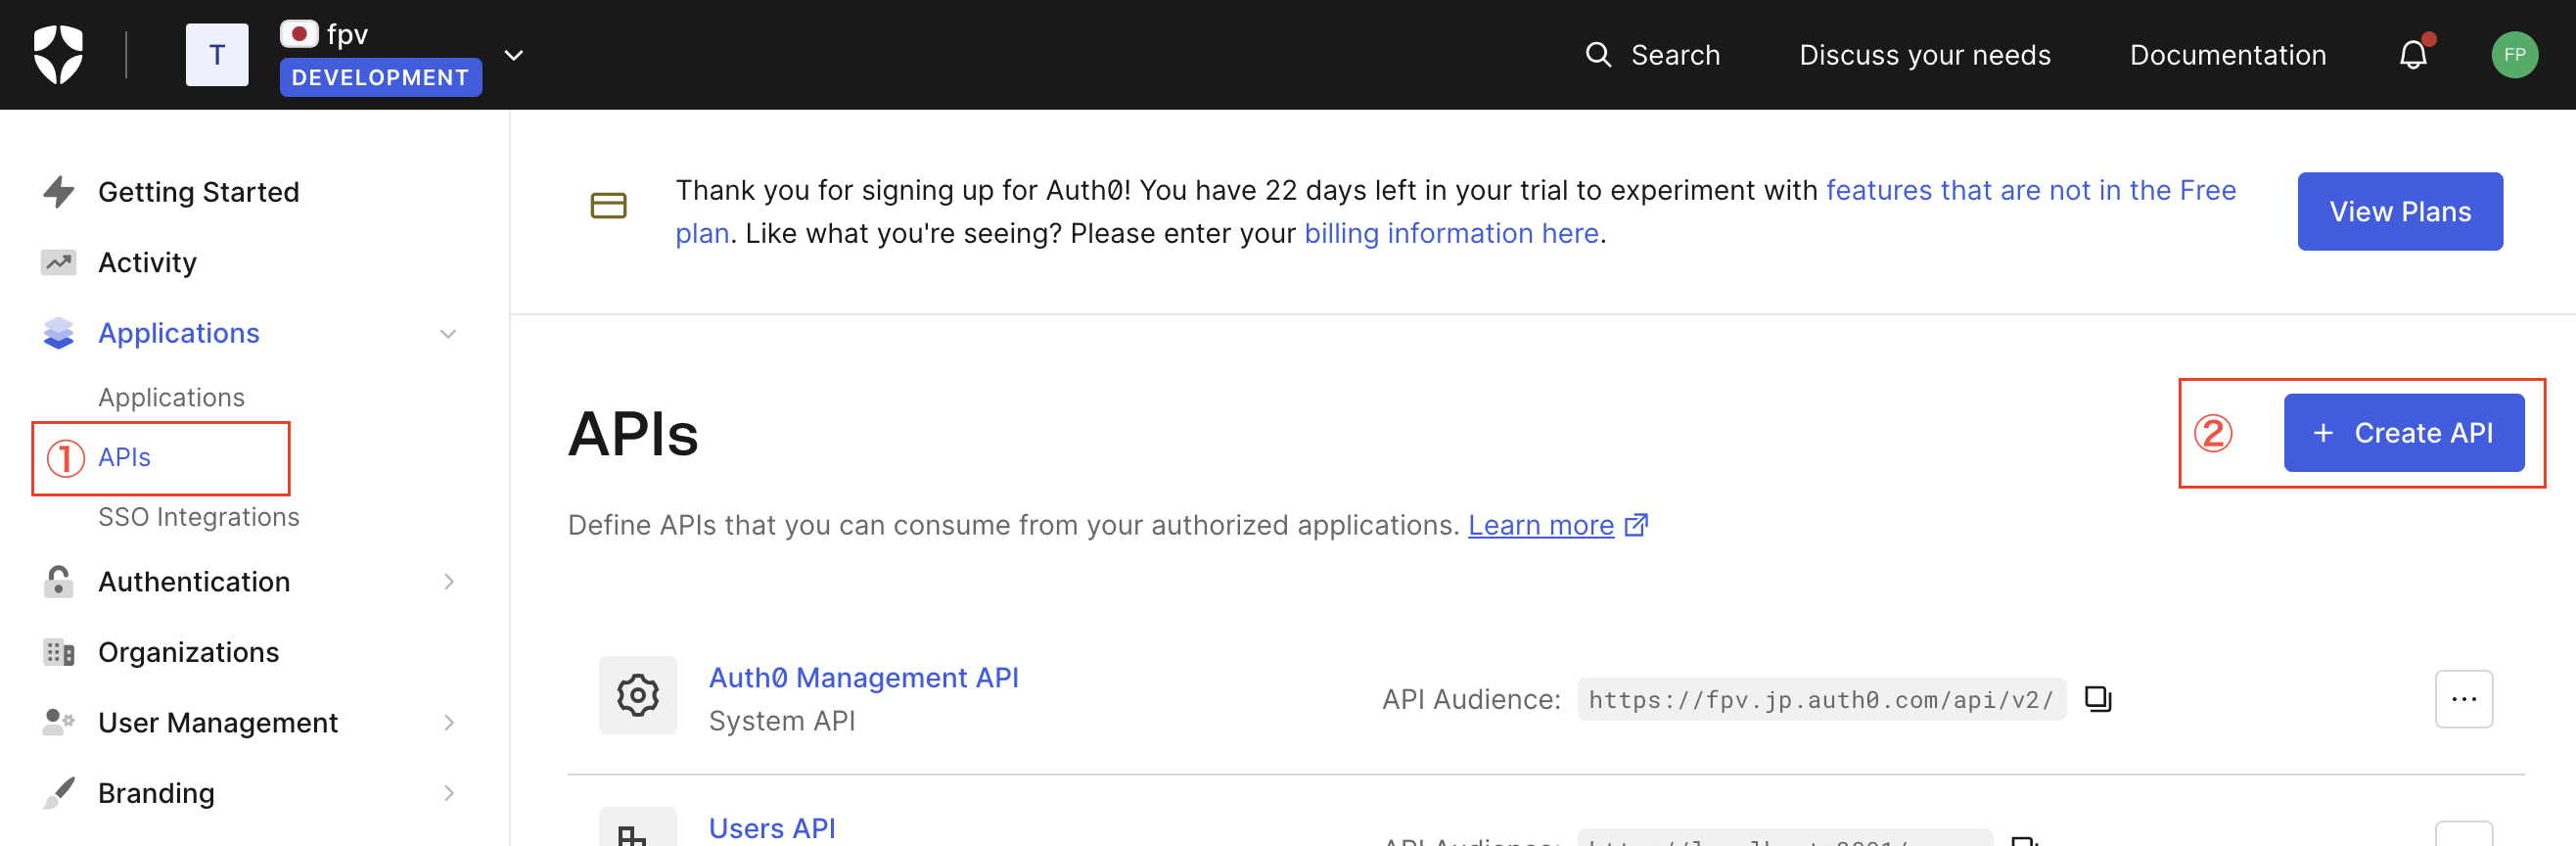 T
fpv
DEVELOPMENT
Search
Discuss your needs
Documentation
FP
Getting Started
Activity
Applications
Applications
① APIs
SSO Integrations
Authentication
Organizations
User Management
Branding
Thank you for signing up for Auth0! You have 22 days left in your trial to experiment with features that are not in the Free
plan. Like what you're seeing? Please enter your billing information here.
View Plans
APIs
② + Create API
Define APIs that you can consume from your authorized applications. Learn more
Auth0 Management API
System API
API Audience: https://fpv.jp.auth0.com/api/v2/
Users API
API Audience: